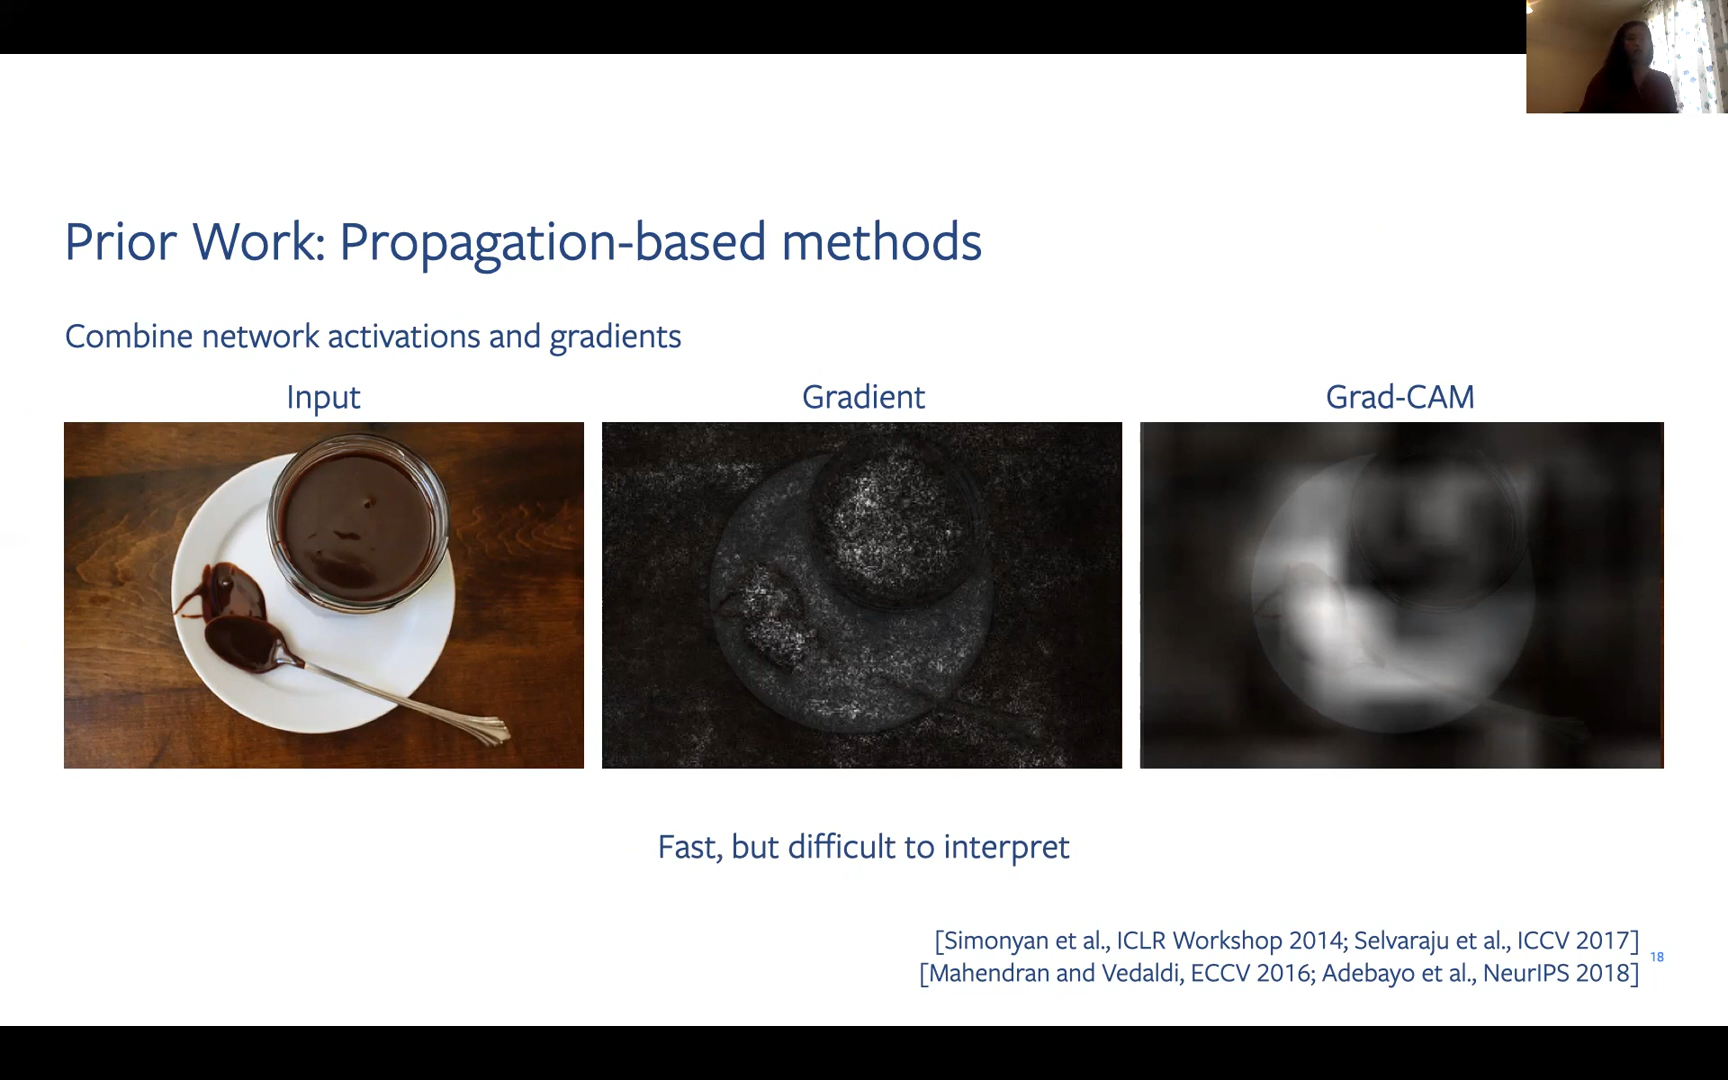 Prior Work: Propagation-based methods
Combine network activations and gradients
Input
Gradient
Grad-CAM
Fast, but difficult to interpret
[Simonyan et al., ICLR Workshop 2014; Selvaraju et al., ICCV 2017]
[Mahendran and Vedaldi, ECCV 2016; Adebayo et al., NeurIPS 2018]
18